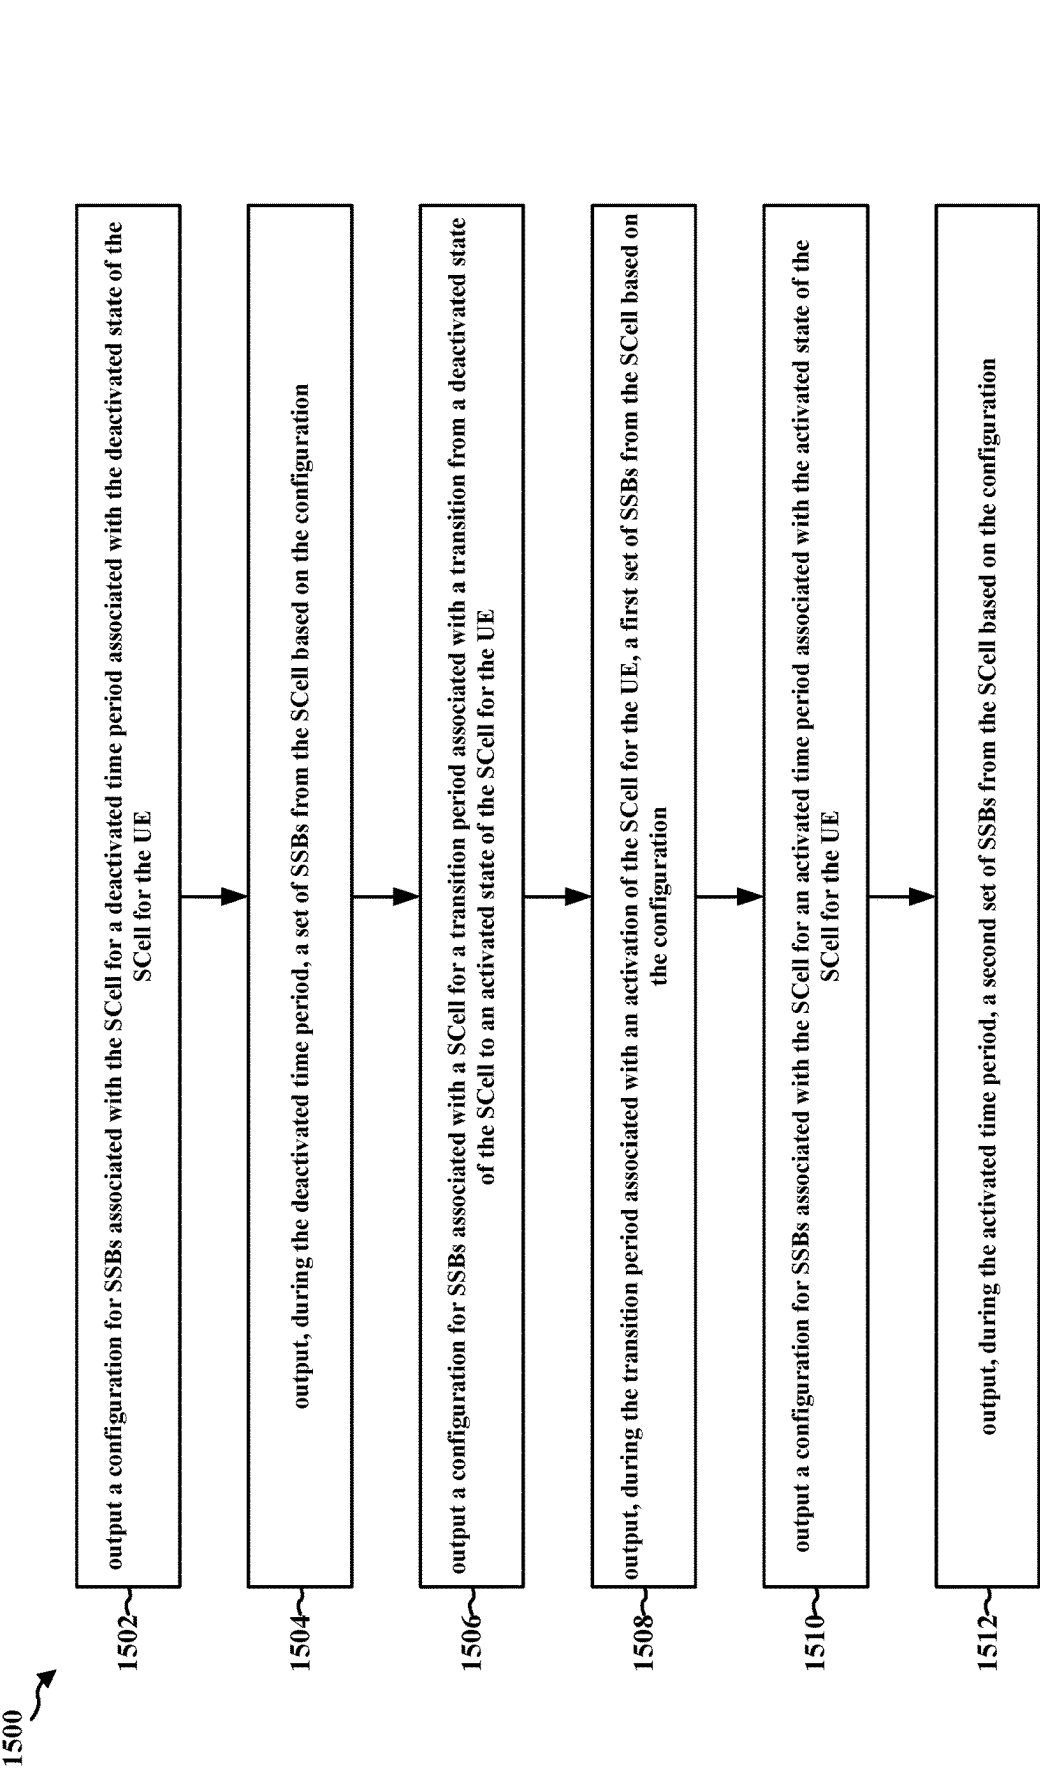 1500
1502
output a configuration for SSBs associated with the SCell for a deactivated time period associated with the deactivated state of the
SCell for the UE
1504
output, during the deactivated time period, a set of SSBs from the SCell based on the configuration
1506
output a configuration for SSBs associated with a SCell for a transition period associated with a transition from a deactivated state
of the SCell to an activated state of the SCell for the UE
1508
output, during the transition period associated with an activation of the SCell for the UE, a first set of SSBs from the SCell based on
the configuration
1510
output a configuration for SSBs associated with the SCell for an activated time period associated with the activated state of the
SCell for the UE
1512
output, during the activated time period, a second set of SSBs from the SCell based on the configuration